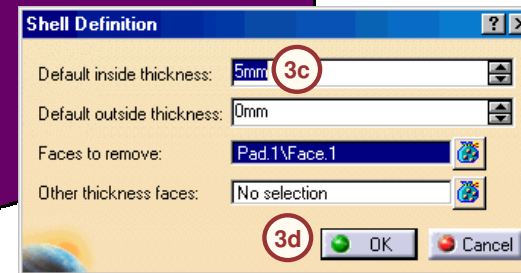 Shell Definition
Default inside thickness: 5mm 3c
Default outside thickness: 0mm
Faces to remove: Pad.1\Face.1
Other thickness faces: No selection
3d OK Cancel